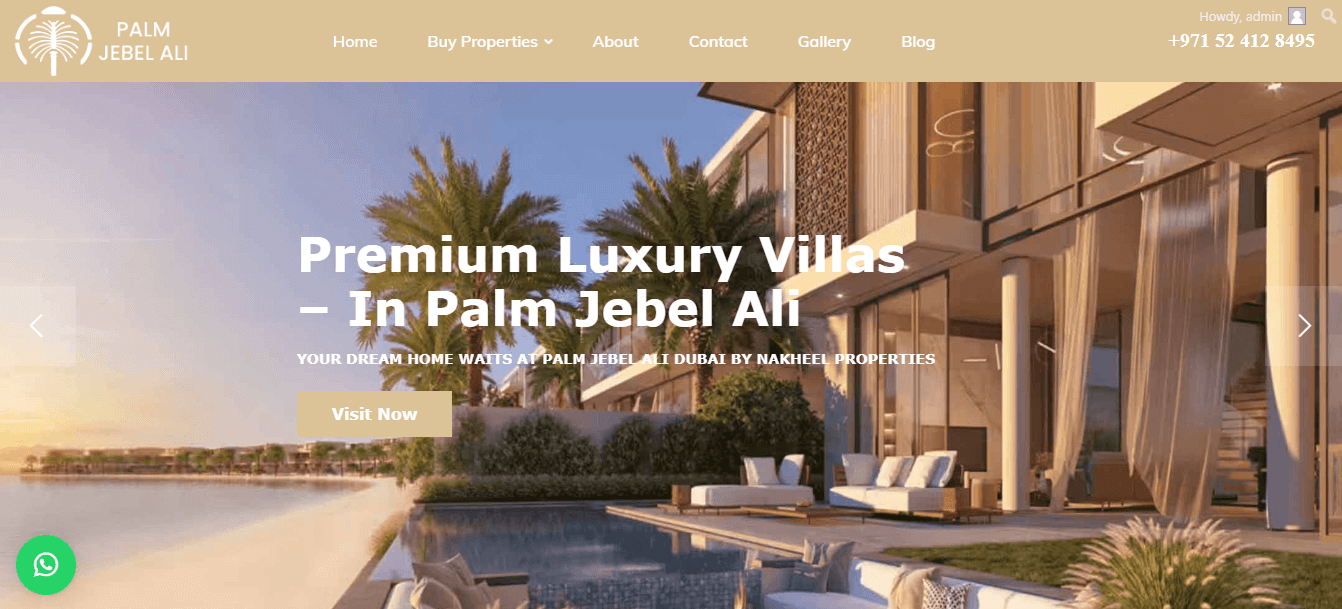 Howdy, admin
PALM
JEBEL ALI
Home
Buy Properties
About
Contact
Gallery
Blog
+971 52 412 8495
Premium Luxury Villas
– In Palm Jebel Ali
YOUR DREAM HOME WAITS AT PALM JEBEL ALI DUBAI BY NAKHEEL PROPERTIES
Visit Now